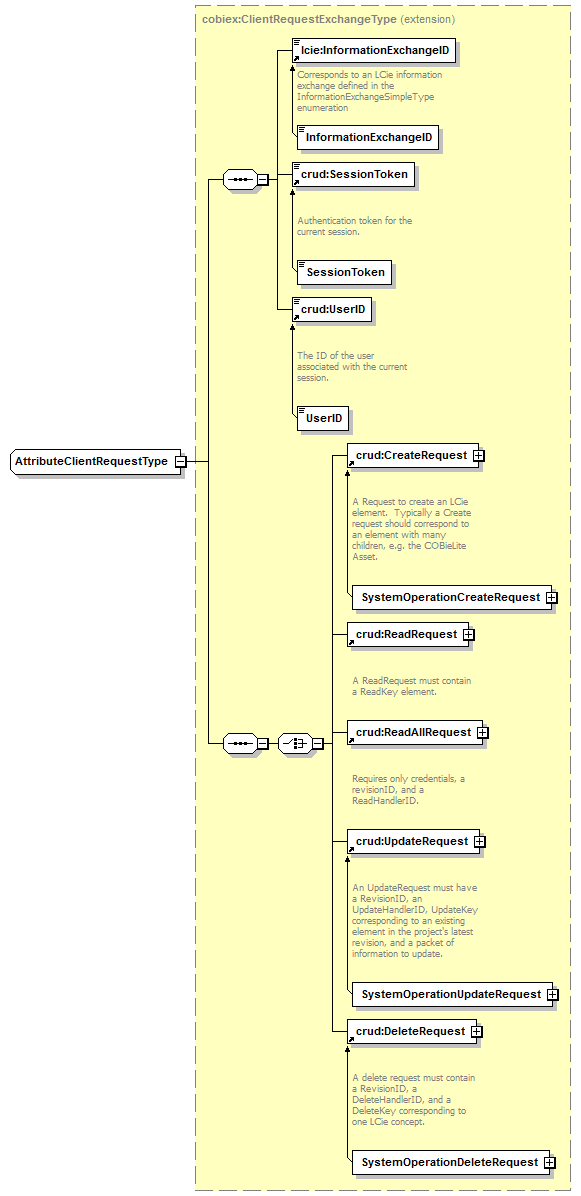 cobiex:ClientRequestExchangeType (extension)
lcie:InformationExchangeID
Corresponds to an LCie information
exchange defined in the
InformationExchangeSimpleType
enumeration
InformationExchangeID
crud:SessionToken
Authentication token for the
current session.
SessionToken
crud:UserID
The ID of the user
associated with the current
session.
UserID
AttributeClientRequestType
crud:CreateRequest
A Request to create an LCie
element.  Typically a Create
request should correspond to
an element with many
children, e.g. the COBieLite
Asset.
SystemOperationCreateRequest
crud:ReadRequest
A ReadRequest must contain
a ReadKey element.
crud:ReadAllRequest
Requires only credentials, a
revisionID, and a
ReadHandlerID.
crud:UpdateRequest
An UpdateRequest must have
a RevisionID, an
UpdateHandlerID, UpdateKey
corresponding to an existing
element in the project's latest
revision, and a packet of
information to update.
SystemOperationUpdateRequest
crud:DeleteRequest
A delete request must contain
a RevisionID, a
DeleteHandlerID, and a
DeleteKey corresponding to
one LCie concept.
SystemOperationDeleteRequest